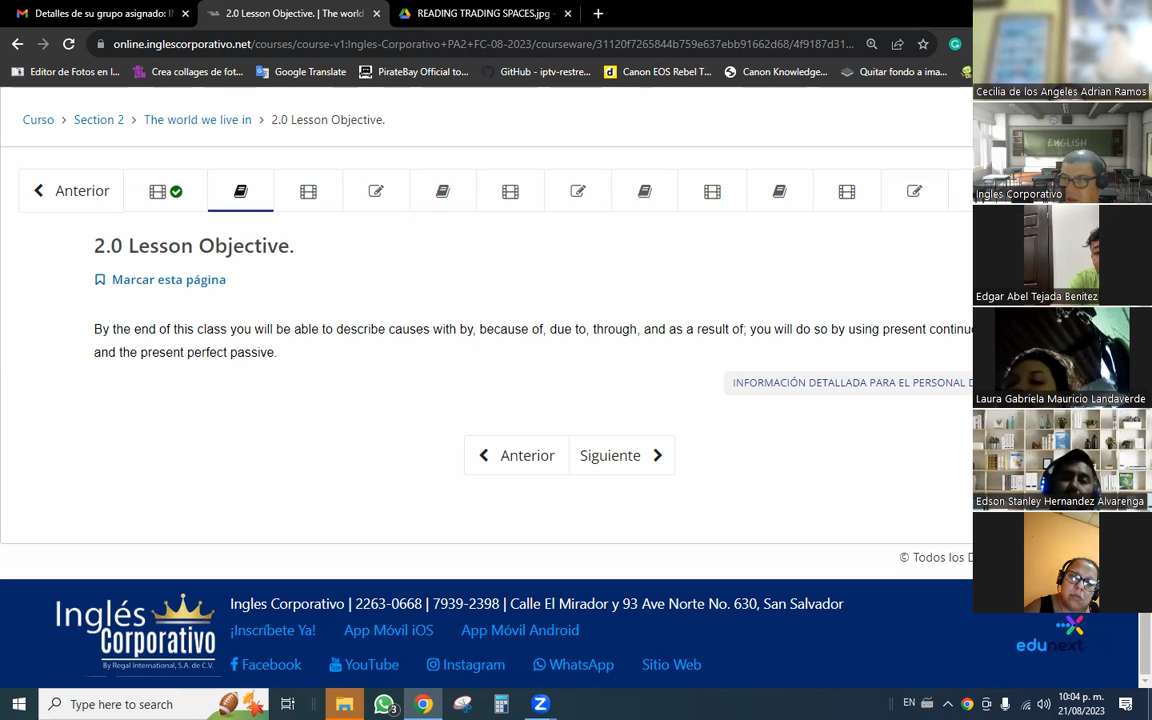 Detalles de su grupo asignado: I
2.0 Lesson Objective. | The world
READING TRADING SPACES.jpg -
online.inglescorporativo.net/courses/course-v1:Ingles-Corporativo+PA2+FC-08-2023/courseware/31120f7265844b759e637ebb91662d68/4f9187d31...
Editor de Fotos en l...
Crea collages de fot...
Google Translate
PirateBay Official to...
GitHub - iptv-restre...
Canon EOS Rebel T...
Canon Knowledge...
Quitar fondo a ima...
Cecilia de los Angeles Adrian Ramos
Curso > Section 2 > The world we live in > 2.0 Lesson Objective.
ENGLISH
Ingles Corporativo
Anterior
2.0 Lesson Objective.
Marcar esta página
Edgar Abel Tejada Benitez
By the end of this class you will be able to describe causes with by, because of, due to, through, and as a result of; you will do so by using present continu
and the present perfect passive.
INFORMACIÓN DETALLADA PARA EL PERSONAL D
Laura Gabriela Mauricio Landaverde
Anterior
Siguiente
Edson Stanley Hernandez Alvarenga
© Todos los D
Inglés
Corporativo
By Regal International, S.A. de C.V.
Ingles Corporativo | 2263-0668 | 7939-2398 | Calle El Mirador y 93 Ave Norte No. 630, San Salvador
¡Inscríbete Ya!
App Móvil iOS
App Móvil Android
Facebook
YouTube
Instagram
WhatsApp
Sitio Web
edunext
Type here to search
3
EN
10:04 p. m.
21/08/2023